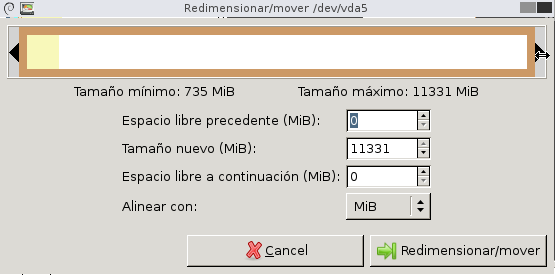 Redimensionar/mover /dev/vda5
Tamaño mínimo: 735 MiB Tamaño máximo: 11331 MiB
Espacio libre precedente (MiB): 0
Tamaño nuevo (MiB): 11331
Espacio libre a continuación (MiB): 0
Alinear con: MiB
Cancel Redimensionar/mover